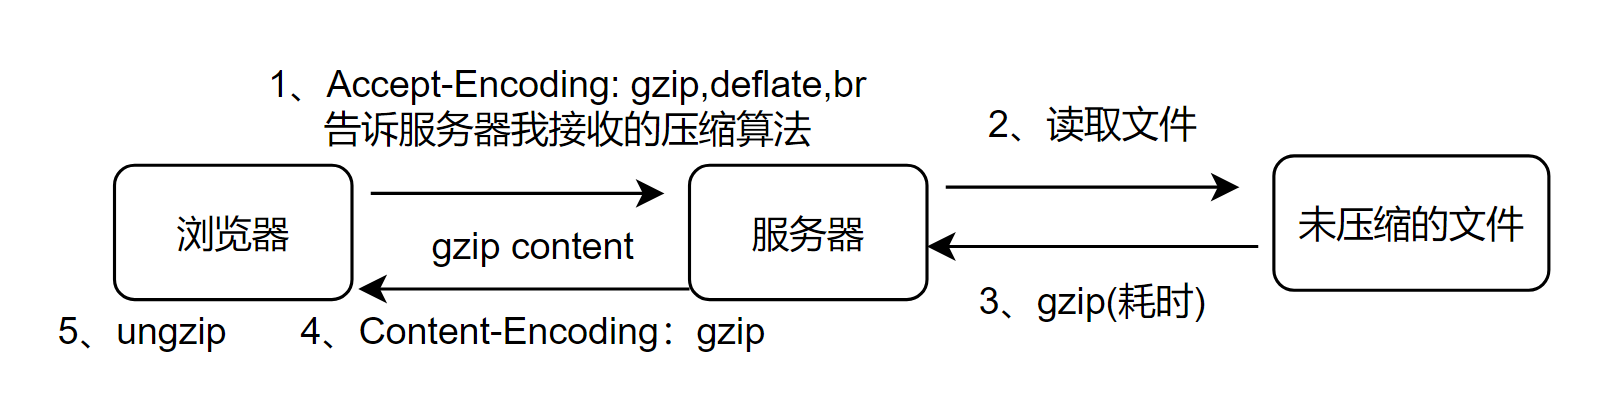 1、Accept-Encoding: gzip,deflate,br
告诉服务器我接收的压缩算法
2、读取文件
浏览器
gzip content
服务器
未压缩的文件
3、gzip(耗时)
5、ungzip
4、Content-Encoding：gzip